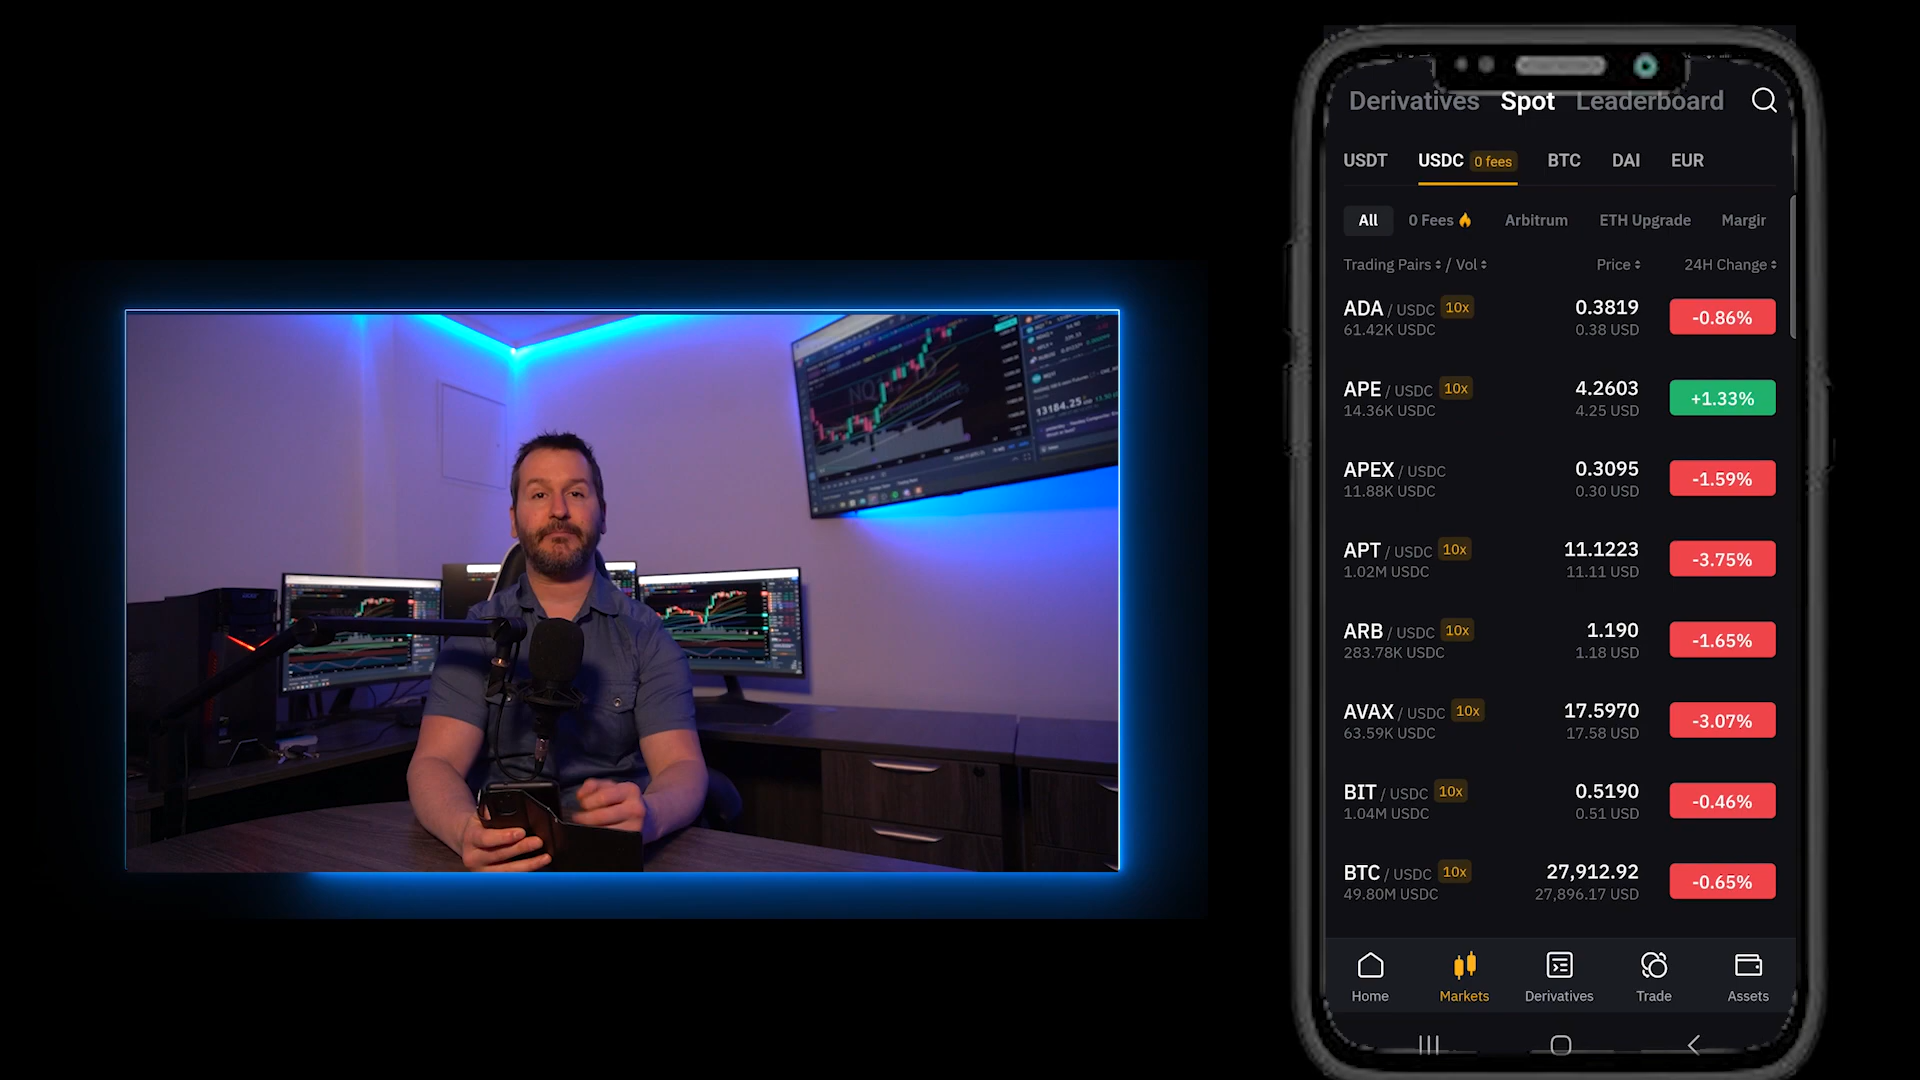 Derivatives Spot Leaderboard
USDT USDC 0 fees BTC DAI EUR
All 0 Fees Arbitrum ETH Upgrade Margir
Trading Pairs / Vol Price 24H Change
ADA / USDC 10x 0.3819 -0.86%
61.42K USDC 0.38 USD
APE / USDC 10x 4.2603 +1.33%
14.36K USDC 4.25 USD
APEX / USDC 0.3095 -1.59%
11.88K USDC 0.30 USD
APT / USDC 10x 11.1223 -3.75%
1.02M USDC 11.11 USD
ARB / USDC 10x 1.190 -1.65%
283.78K USDC 1.18 USD
AVAX / USDC 10x 17.5970 -3.07%
63.59K USDC 17.58 USD
BIT / USDC 10x 0.5190 -0.46%
1.04M USDC 0.51 USD
BTC / USDC 10x 27,912.92 -0.65%
49.80M USDC 27,896.17 USD
Home Markets Derivatives Trade Assets
13184.25